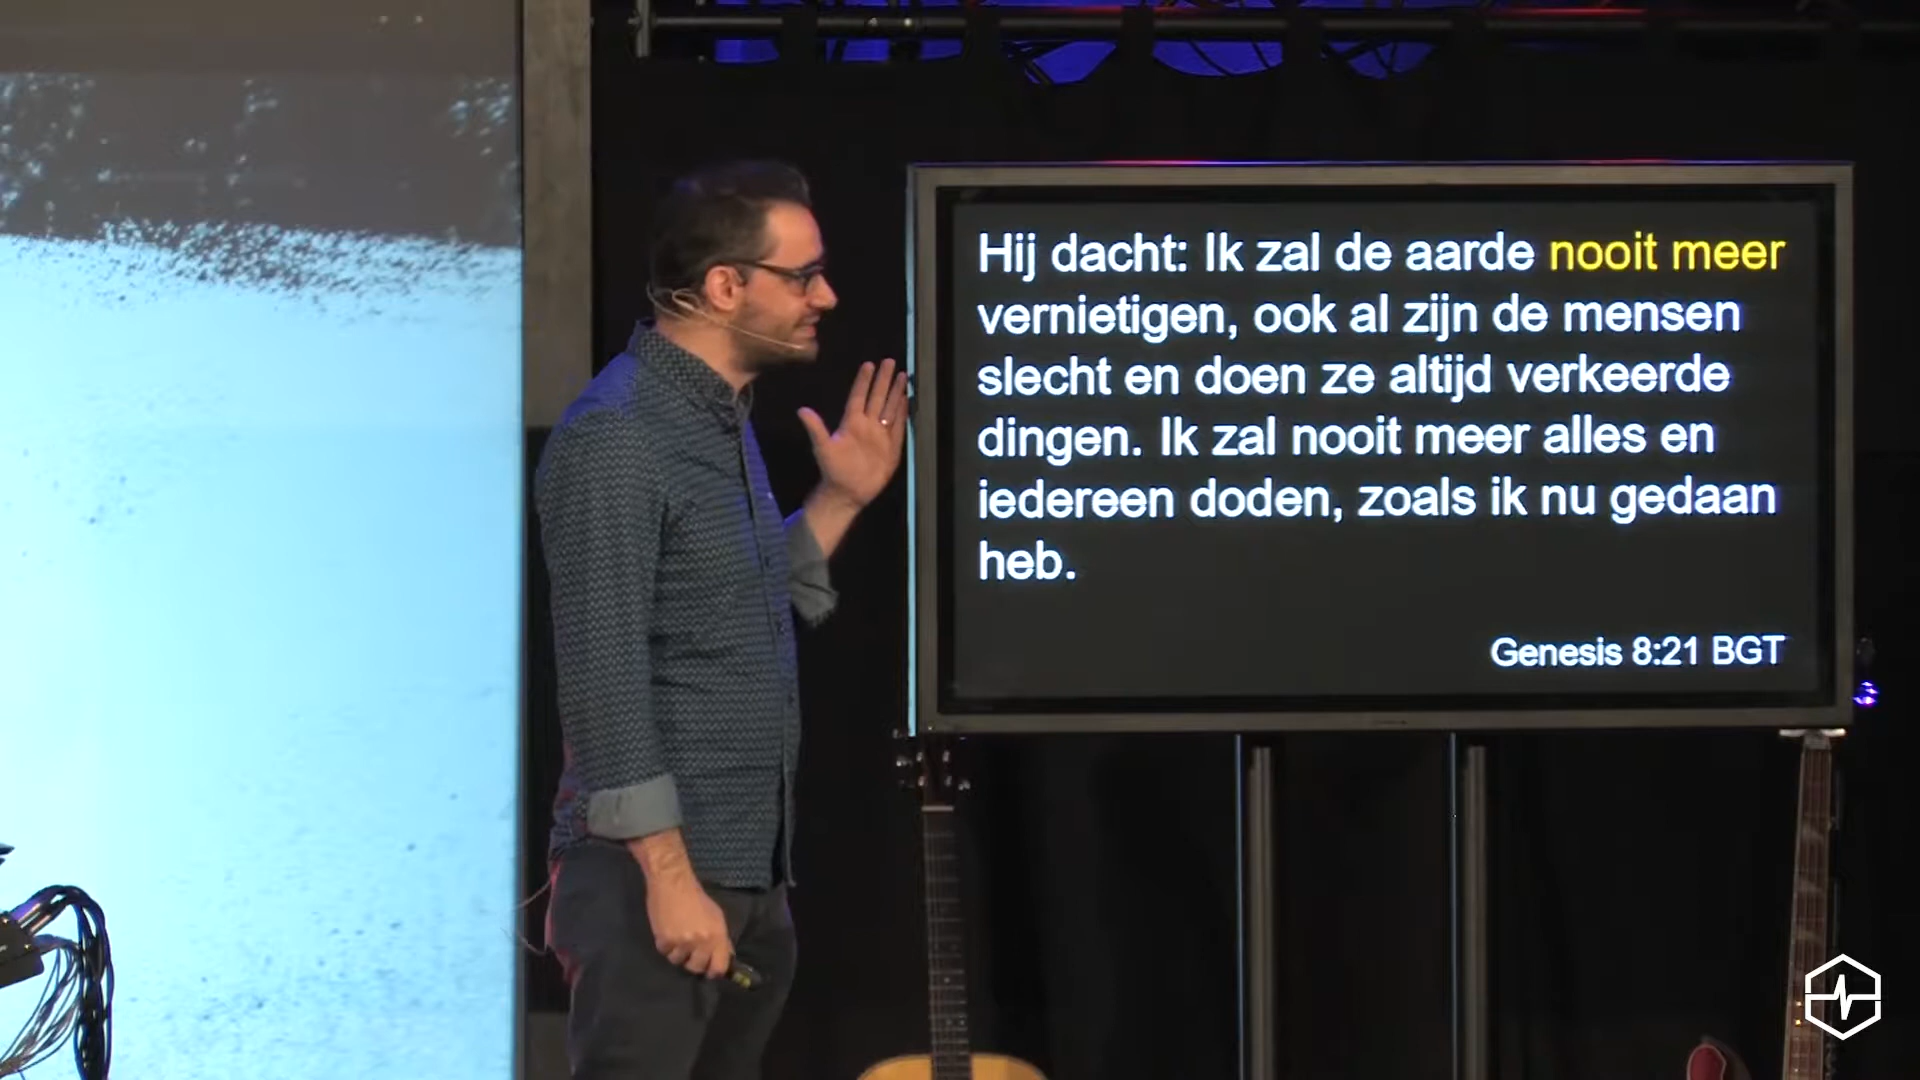 Hij dacht: Ik zal de aarde nooit meer
vernietigen, ook al zijn de mensen
slecht en doen ze altijd verkeerde
dingen. Ik zal nooit meer alles en
iedereen doden, zoals ik nu gedaan
heb.
Genesis 8:21 BGT